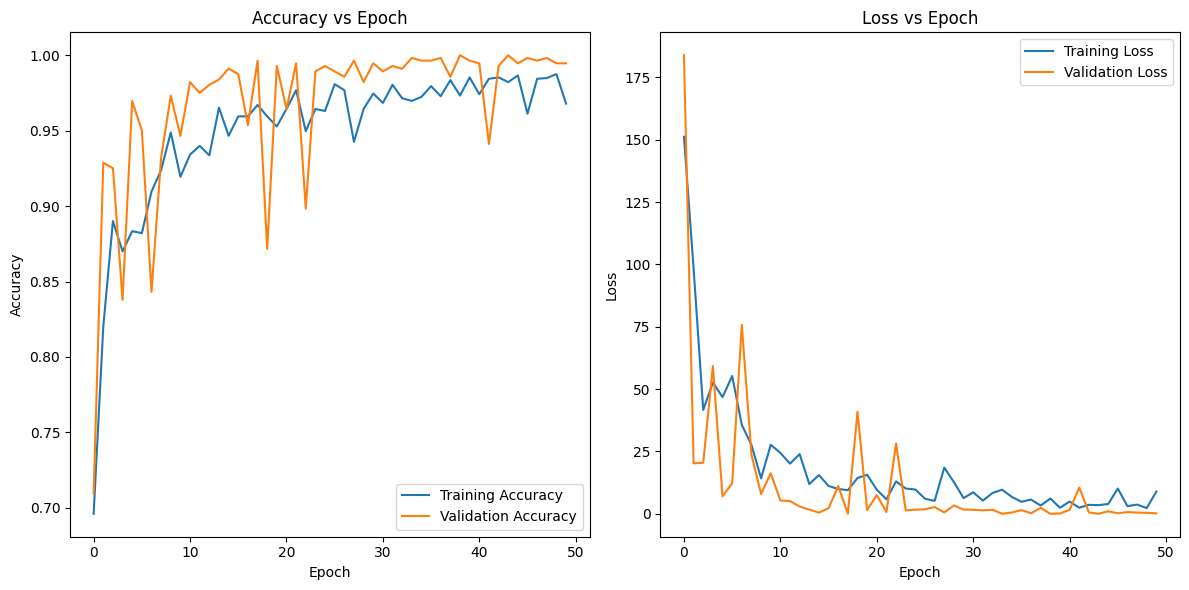 Accuracy vs Epoch
1.00
0.95
0.90
0.85
0.80
0.75
0.70
Accuracy
0 10 20 30 40 50
Epoch
Training Accuracy
Validation Accuracy
Loss vs Epoch
175
150
125
100
75
50
25
0
Loss
0 10 20 30 40 50
Epoch
Training Loss
Validation Loss